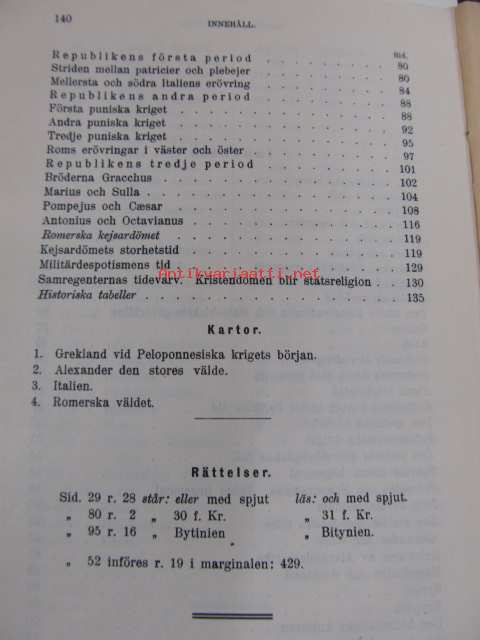 140 INNEHÅLL.
Sid.
Republikens första period . . . . . . . 80
Striden mellan patricier och plebejer . . . . . . . 80
Mellersta och södra Italiens erövring . . . . . . . 84
Republikens andra period . . . . . . . 88
Första puniska kriget . . . . . . . 88
Andra puniska kriget . . . . . . . 92
Tredje puniska kriget . . . . . . . 95
Roms erövringar i väster och öster . . . . . . . 97
Republikens tredje period . . . . . . . 101
Bröderna Gracchus . . . . . . . 102
Marius och Sulla . . . . . . . 104
Pompejus och Cæsar . . . . . . . 108
Antonius och Octavianus . . . . . . . 116
Romerska kejsardömet . . . . . . . 119
Kejsardömets storhetstid . . . . . . . 119
Militärdespotismens tid . . . . . . . 129
antikvariaatti.net
Samregenternas tidevarv. Kristendomen blir statsreligion . . 130
Historiska tabeller . . . . . . . 135
Kartor.
1. Grekland vid Peloponnesiska krigets början.
2. Alexander den stores välde.
3. Italien.
4. Romerska väldet.
Rättelser.
Sid. 29 r. 28 står: eller med spjut läs: och med spjut.
„ 80 r. 2 „ 30 f. Kr. „ 31 f. Kr.
„ 95 r. 16 „ Bytinien „ Bitynien.
„ 52 införes r. 19 i marginalen: 429.